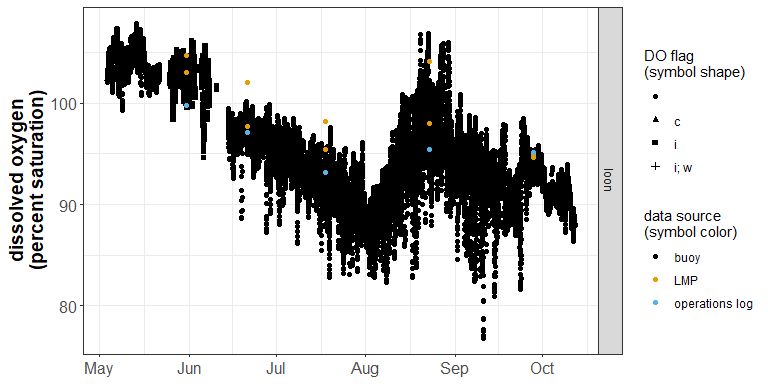 dissolved oxygen
(percent saturation)
100
90
80
May
Jun
Jul
Aug
Sep
Oct
loon
DO flag
(symbol shape)
c
i
i; w
data source
(symbol color)
buoy
LMP
operations log